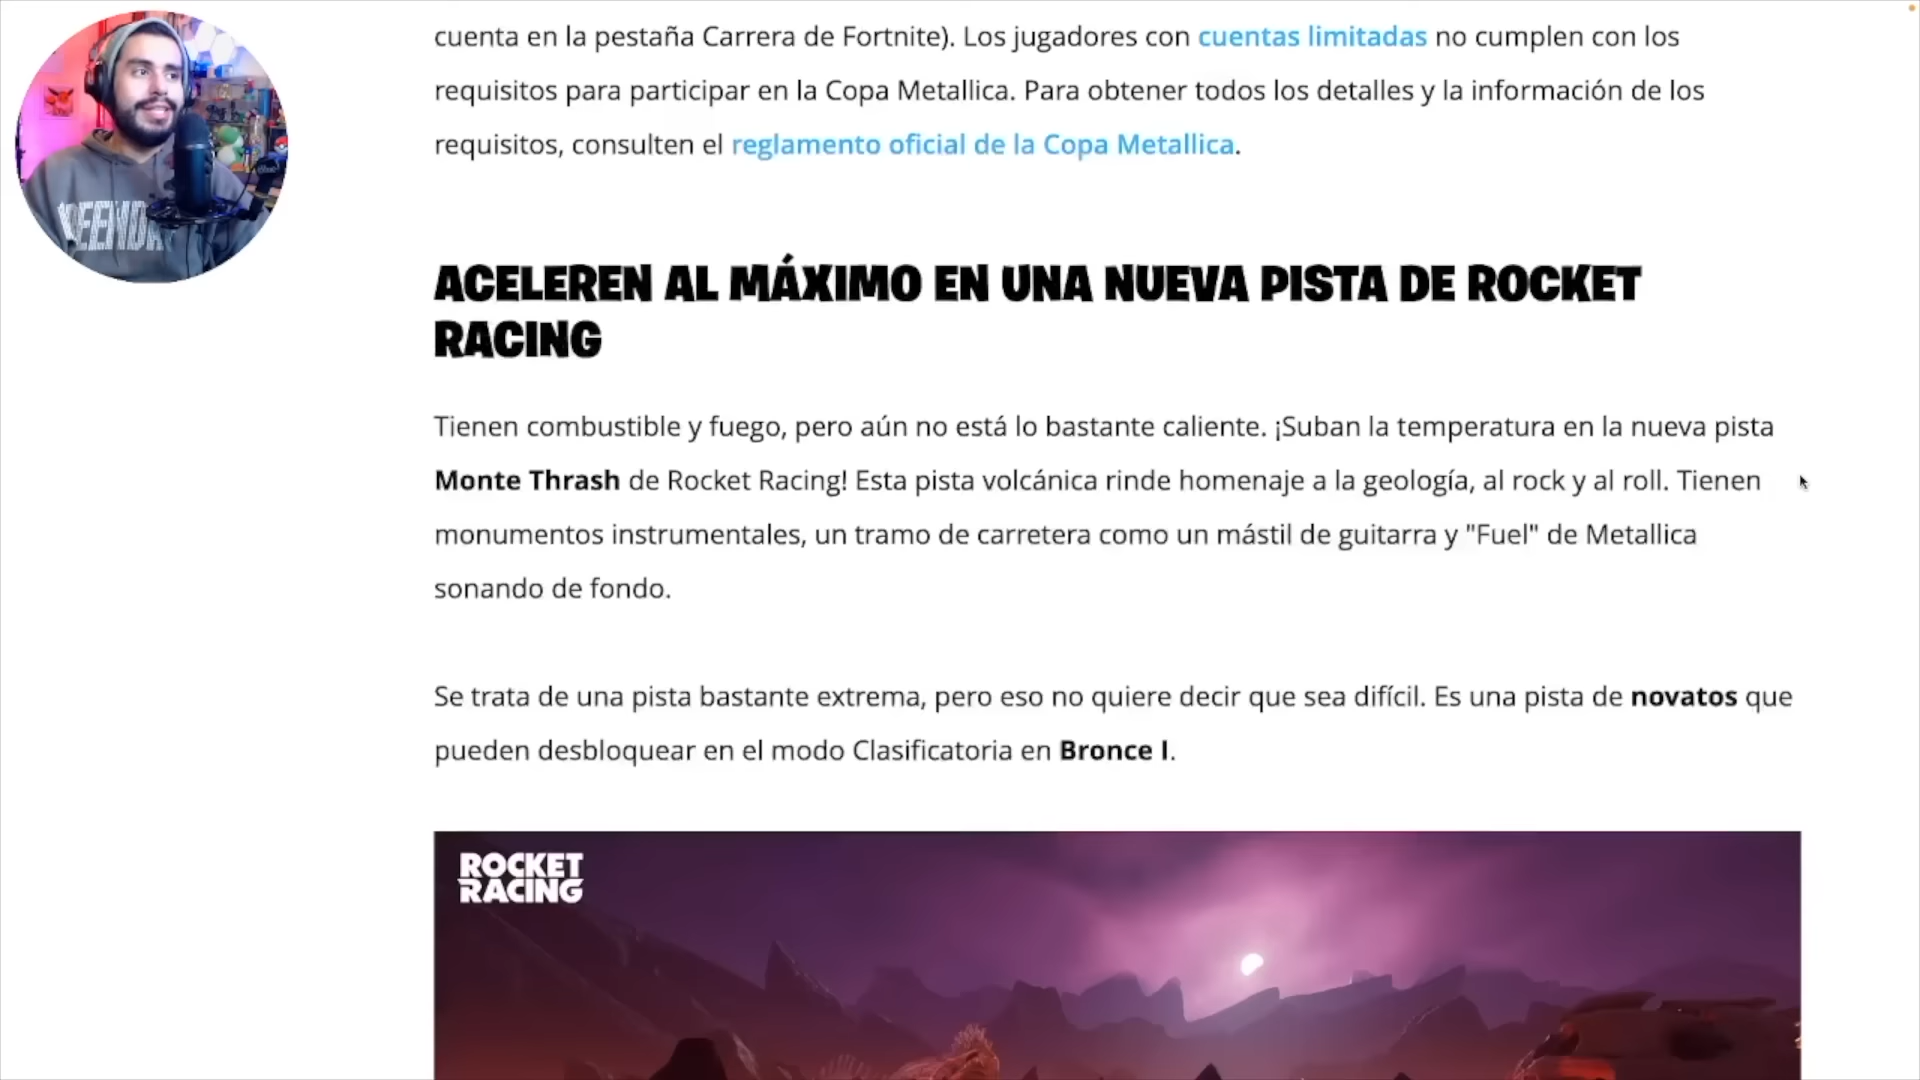 cuenta en la pestaña Carrera de Fortnite). Los jugadores con cuentas limitadas no cumplen con los
requisitos para participar en la Copa Metallica. Para obtener todos los detalles y la información de los
requisitos, consulten el reglamento oficial de la Copa Metallica.
ACELEREN AL MÁXIMO EN UNA NUEVA PISTA DE ROCKET
RACING
Tienen combustible y fuego, pero aún no está lo bastante caliente. ¡Suban la temperatura en la nueva pista
Monte Thrash de Rocket Racing! Esta pista volcánica rinde homenaje a la geología, al rock y al roll. Tienen
monumentos instrumentales, un tramo de carretera como un mástil de guitarra y "Fuel" de Metallica
sonando de fondo.
Se trata de una pista bastante extrema, pero eso no quiere decir que sea difícil. Es una pista de novatos que
pueden desbloquear en el modo Clasificatoria en Bronce I.
ROCKET
RACING